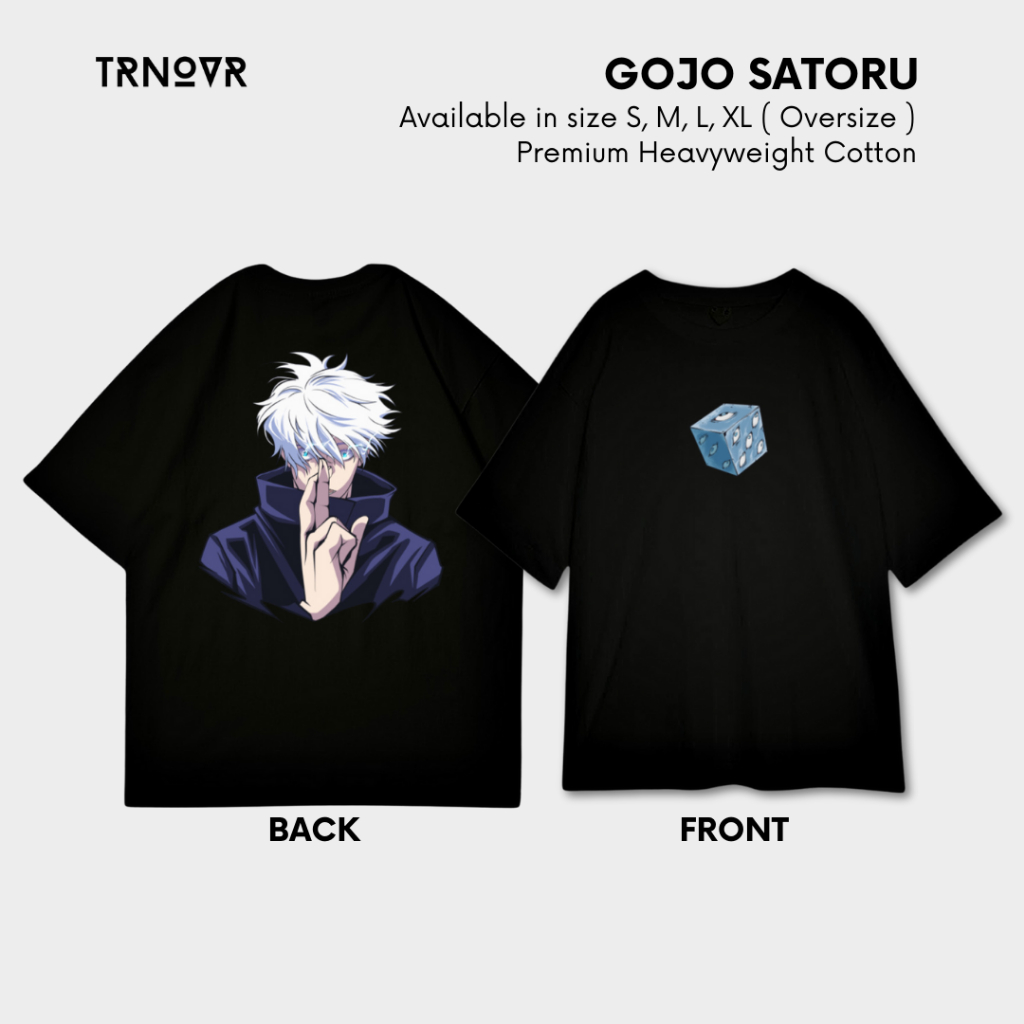 TRNOVR
GOJO SATORU
Available in size S, M, L, XL ( Oversize )
Premium Heavyweight Cotton
BACK
FRONT